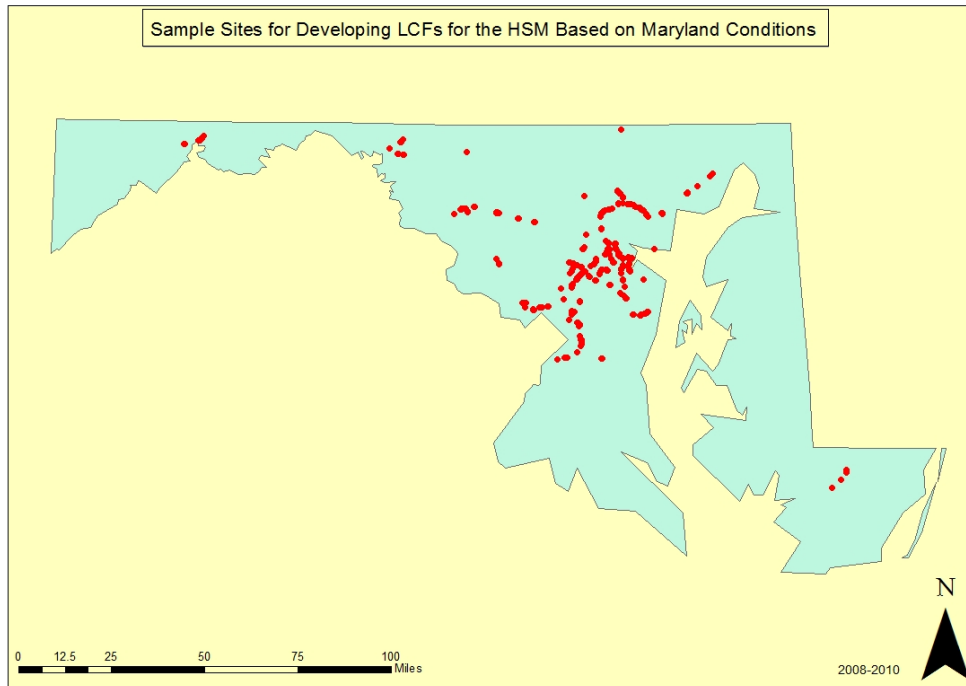 Sample Sites for Developing LCFs for the HSM Based on Maryland Conditions
N
0 12.5 25 50 75 100
Miles
2008-2010